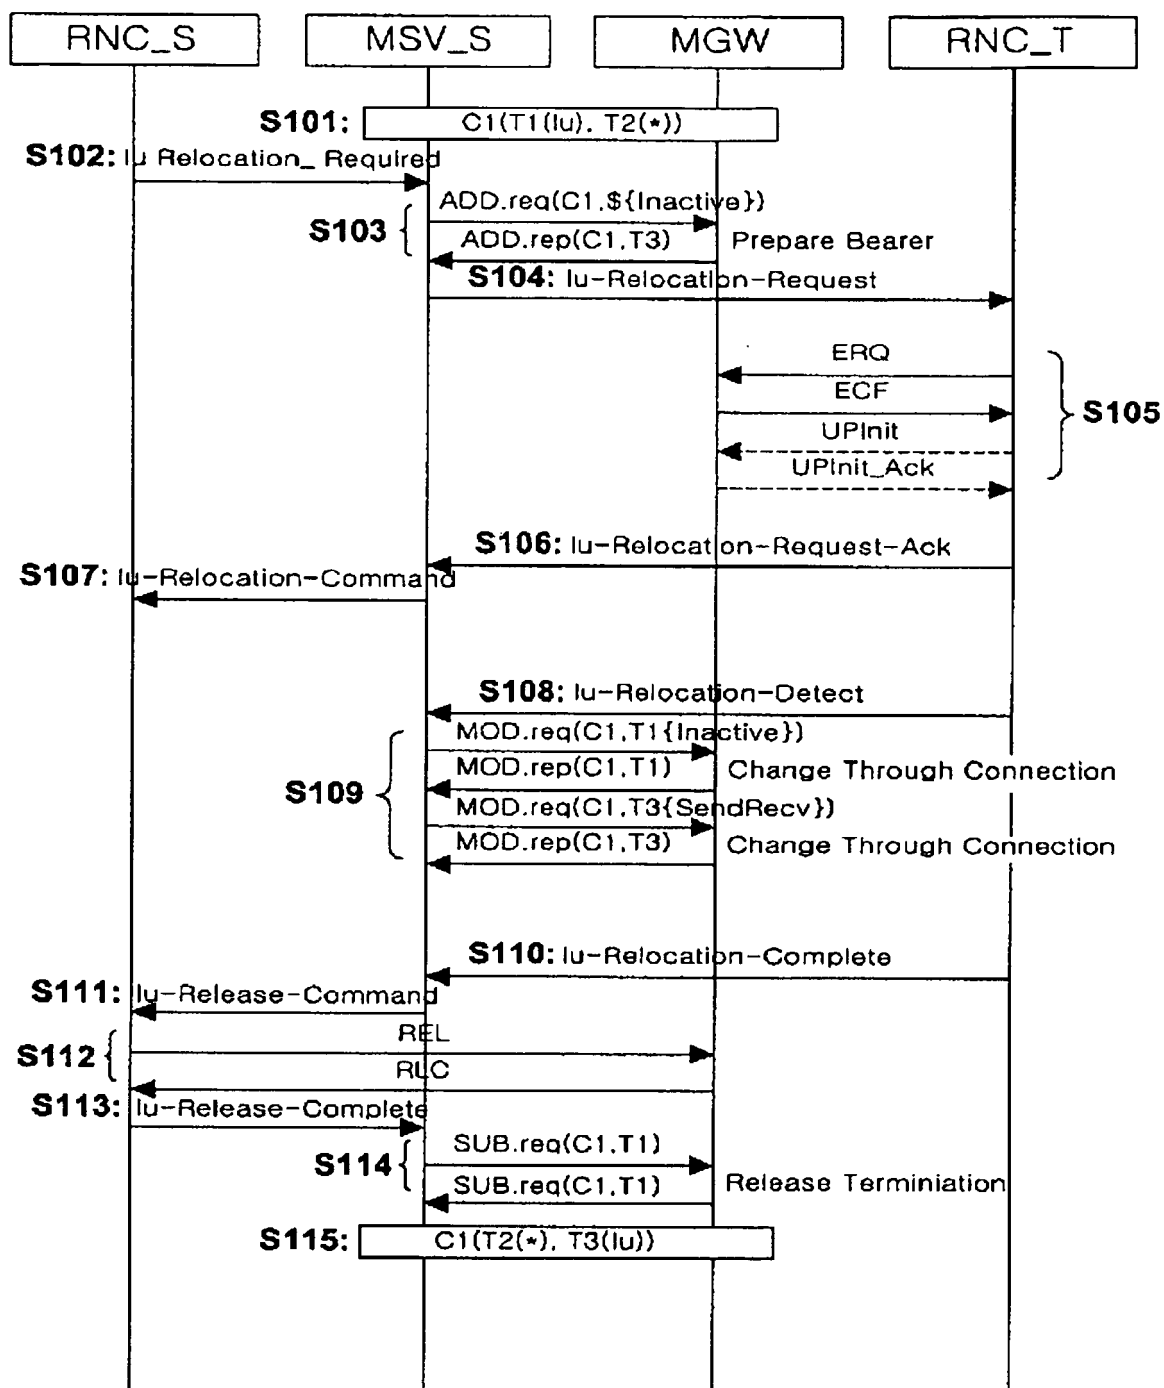 RNC_S MSV_S MGW RNC_T
S101: C1(T1(Iu), T2(*))
S102: Iu Relocation_ Required
ADD.req(C1,${Inactive})
S103
ADD.rep(C1,T3) Prepare Bearer
S104: Iu-Relocation-Request
ERQ
ECF
S105
UPInit
UPInit_Ack
S106: Iu-Relocation-Request-Ack
S107: Iu-Relocation-Command
S108: Iu-Relocation-Detect
MOD.req(C1,T1{Inactive})
MOD.rep(C1,T1) Change Through Connection
S109
MOD.req(C1,T3{SendRecv})
MOD.rep(C1,T3) Change Through Connection
S110: Iu-Relocation-Complete
S111: Iu-Release-Command
REL
S112
RLC
S113: Iu-Release-Complete
SUB.req(C1,T1)
S114
SUB.req(C1,T1) Release Terminiation
S115: C1(T2(*), T3(Iu))